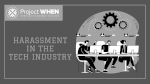 Project WHEN
HARASSMENT
IN THE
TECH INDUSTRY